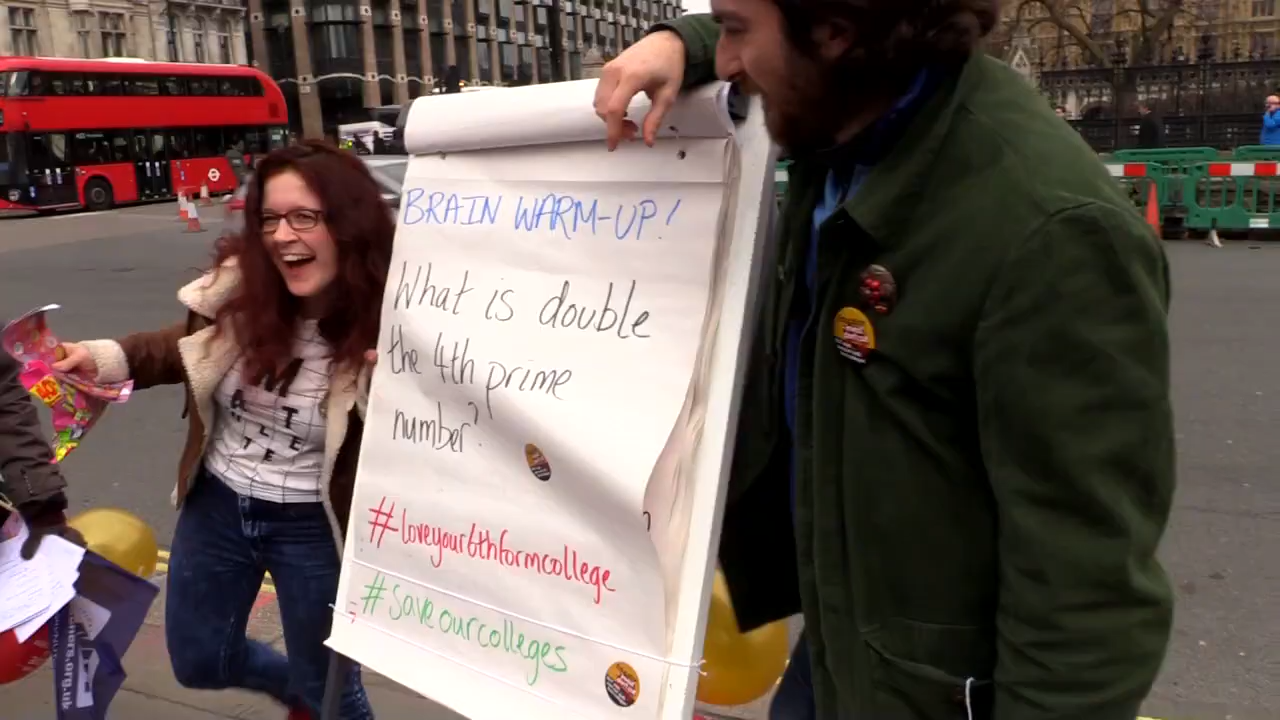 BRAIN WARM-UP!
What is double
the 4th prime
number?
#loveyour6thformcollege
#saveourcolleges